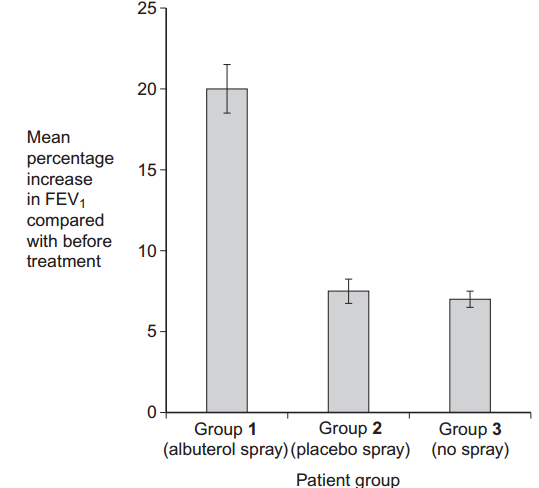 25
20
15
10
5
0
Mean
percentage
increase
in FEV₁
compared
with before
treatment
Group 1
(albuterol spray)
Group 2
(placebo spray)
Group 3
(no spray)
Patient group